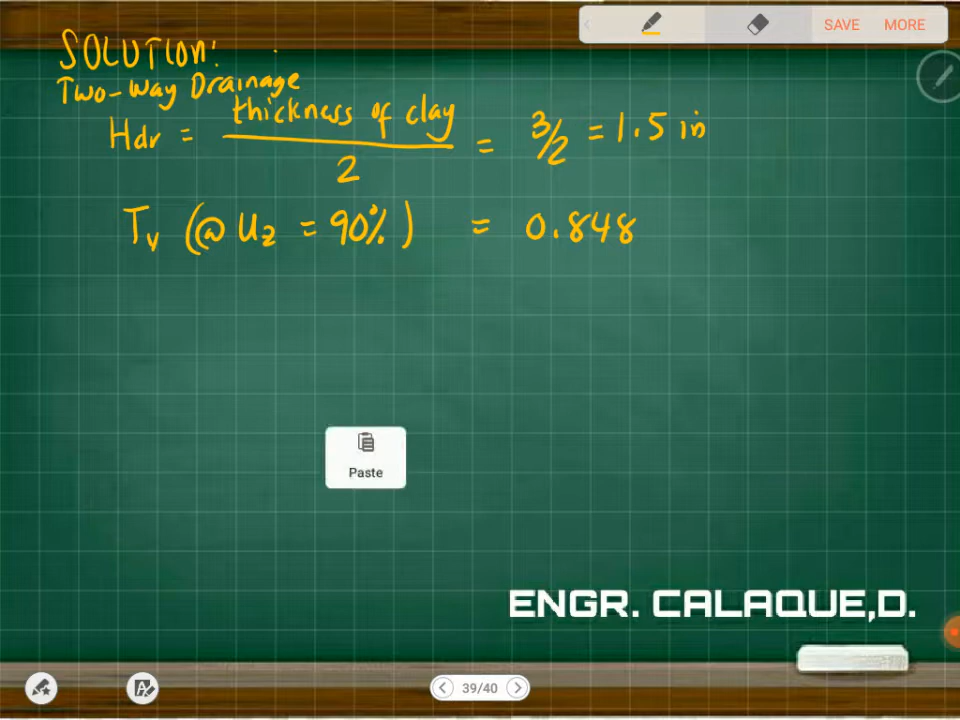 SAVE MORE
SOLUTION:
Two-Way Drainage
Hdr = thickness of clay / 2 = 3/2 = 1.5 in
Tv (@ Uz = 90%) = 0.848
Paste
ENGR. CALAQUE,D.
39/40